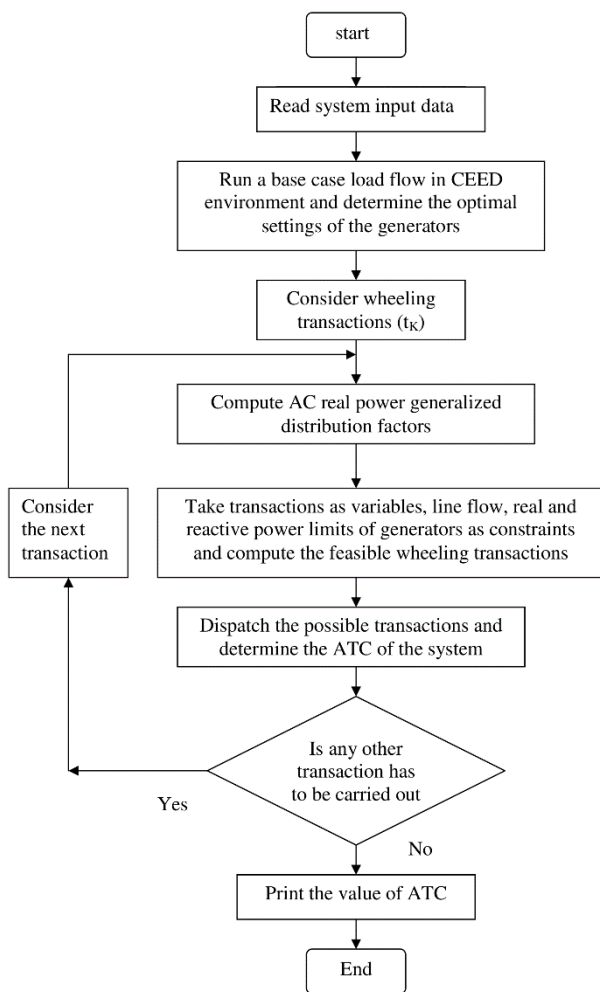 start
Read system input data
Run a base case load flow in CEED
environment and determine the optimal
settings of the generators
Consider wheeling
transactions (tK)
Compute AC real power generalized
distribution factors
Consider
the next
transaction
Take transactions as variables, line flow, real and
reactive power limits of generators as constraints
and compute the feasible wheeling transactions
Dispatch the possible transactions and
determine the ATC of the system
Is any other
transaction has
to be carried out
Yes
No
Print the value of ATC
End